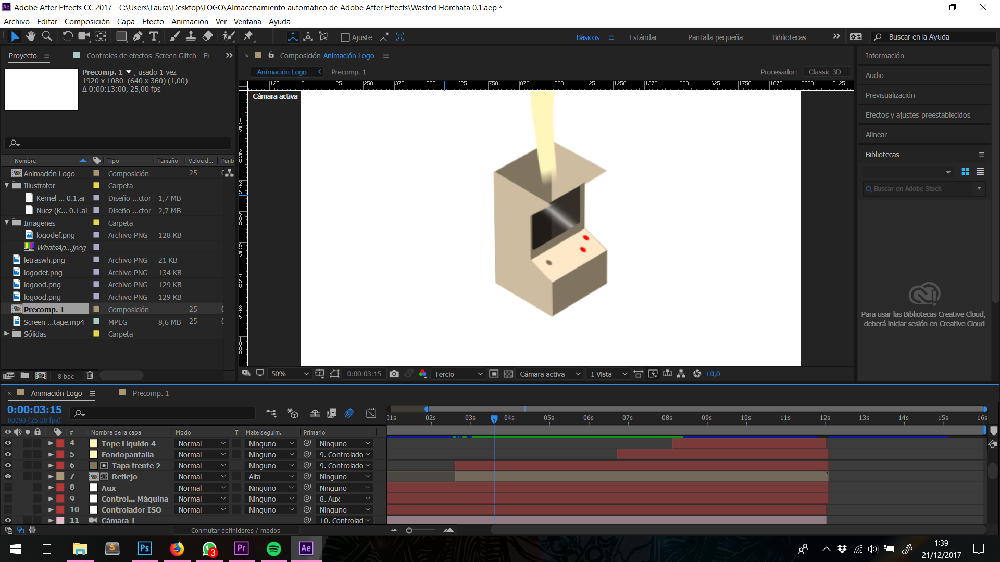 Adobe After Effects CC 2017 - C:\Users\Laura\Desktop\LOGO\Almacenamiento automático de Adobe After Effects\Wasted Horchata 0.1.aep *
Archivo Editar Composición Capa Efecto Animación Ver Ventana Ayuda
Ajuste Básicos Estándar Pantalla pequeña Bibliotecas Buscar en la Ayuda
Proyecto Controles de efectos Screen Glitch - Fr
Composición Animación Logo
Información
Precomp. 1 , usado 1 vez
1920 x 1080 (640 x 360) (1,00)
Δ 0:00:13:00, 25,00 fps
Animación Logo Precomp. 1 Procesador: Classic 3D
Audio
125 0 125 250 375 500 625 750 875 1000 1125 1250 1375 1500 1625 1750 1875 2000 2125
Cámara activa
Previsualización
Efectos y ajustes preestablecidos
Alinear
Bibliotecas
Buscar en Adobe Stock
Para usar las Bibliotecas Creative Cloud,
deberá iniciar sesión en Creative Cloud
125
250
375
500
625
750
875
1000
Nombre Tipo Tamaño Velocid... Punto
Animación Logo Composición 25
Illustrator Carpeta
Kernel ... 0.1.ai Diseño ...ctor 1,7 MB
Nuez (K... 0.1.ai Diseño ...ctor 2,7 MB
Imagenes Carpeta
logodef.png Archivo PNG 128 KB
WhatsAp...jpeg
letraswh.png Archivo PNG 21 KB
logodef.png Archivo PNG 134 KB
logood.png Archivo PNG 129 KB
logood.png Archivo PNG 129 KB
Precomp. 1 Composición 25
Screen ...tage.mp4 MPEG 8,6 MB 25
Sólidas Carpeta
8 bpc
50% 0:00:03:15 Tercio Cámara activa 1 Vista +0,0
Animación Logo Precomp. 1
0:00:03:15
00090 (25.00 fps)
01s 02s 03s 04s 05s 06s 07s 08s 09s 10s 11s 12s 13s 14s 15s 16s
# Nombre de la capa Modo T Mate seguim. Primario
4 Tope Líquido 4 Normal Ninguno Ninguno
5 Fondopantalla Normal Ninguno 9. Controlado
6 Tapa frente 2 Normal Ninguno 9. Controlado
7 Reflejo Normal Alfa Ninguno
8 Aux Normal Ninguno Ninguno
9 Control... Máquina Normal Ninguno 8. Aux
10 Controlador ISO Normal Ninguno Ninguno
11 Cámara 1 10. Controlad
Conmutar definidores / modos
S Ps 3 Pr Ae
1:39
21/12/2017